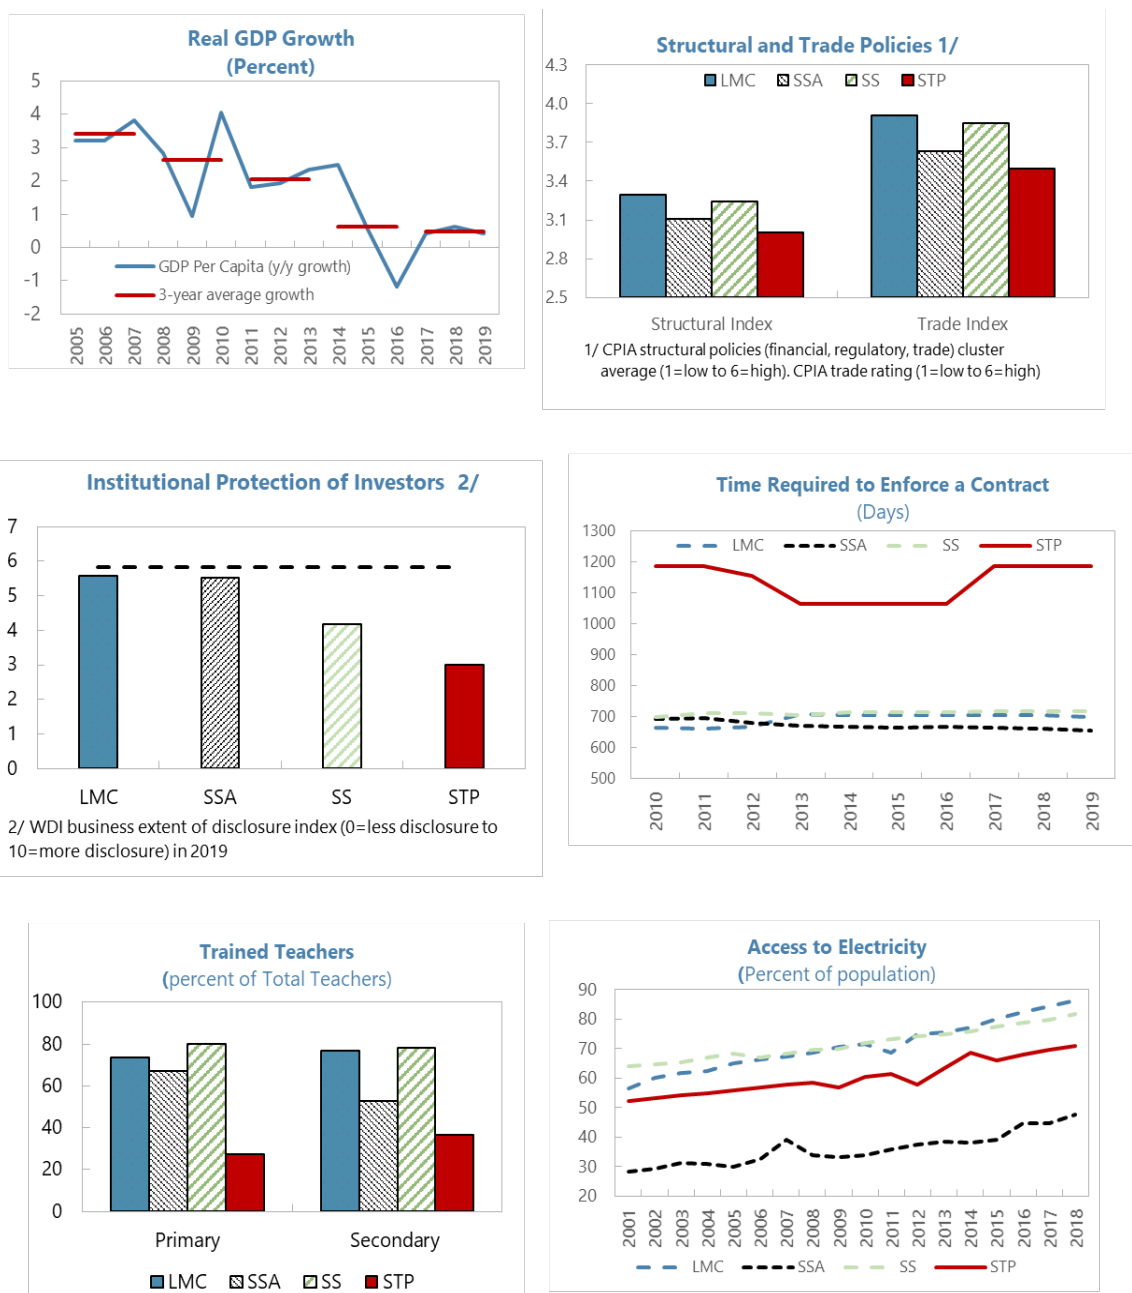 Real GDP Growth
(Percent)
5
4
3
2
1
0
-1
-2
GDP Per Capita (y/y growth)
3-year average growth
2005 2006 2007 2008 2009 2010 2011 2012 2013 2014 2015 2016 2017 2018 2019
Structural and Trade Policies 1/
4.3
4.0
3.7
3.4
3.1
2.8
2.5
LMC SSA SS STP
Structural Index Trade Index
1/ CPIA structural policies (financial, regulatory, trade) cluster
average (1=low to 6=high). CPIA trade rating (1=low to 6=high)
Institutional Protection of Investors 2/
7
6
5
4
3
2
1
0
LMC SSA SS STP
2/ WDI business extent of disclosure index (0=less disclosure to
10=more disclosure) in 2019
Time Required to Enforce a Contract
(Days)
1300
1200
1100
1000
900
800
700
600
500
LMC SSA SS STP
2010 2011 2012 2013 2014 2015 2016 2017 2018 2019
Trained Teachers
(percent of Total Teachers)
100
80
60
40
20
0
Primary Secondary
LMC SSA SS STP
Access to Electricity
(Percent of population)
90
80
70
60
50
40
30
20
2001 2002 2003 2004 2005 2006 2007 2008 2009 2010 2011 2012 2013 2014 2015 2016 2017 2018
LMC SSA SS STP